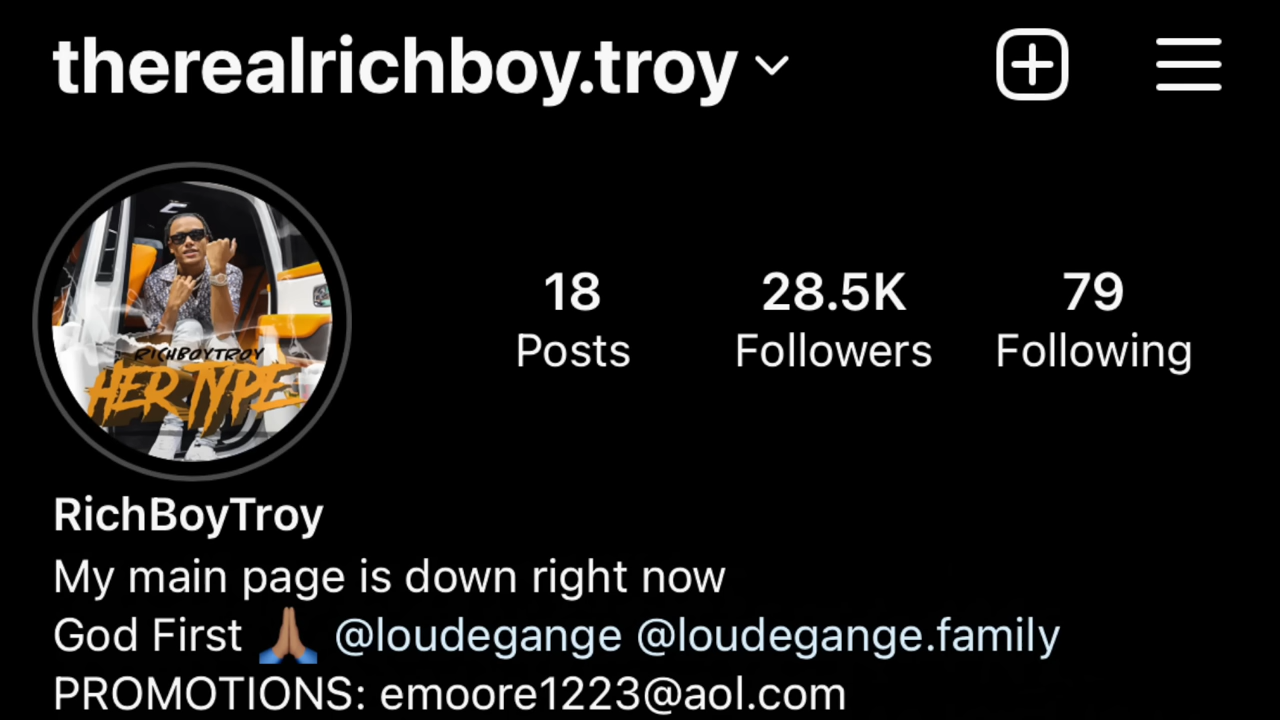 therealrichboy.troy
18 28.5K 79
Posts Followers Following
RICHBOYTROY
HER TYPE
RichBoyTroy
My main page is down right now
God First 🙏🏽 @loudegange @loudegange.family
PROMOTIONS: emoore1223@aol.com